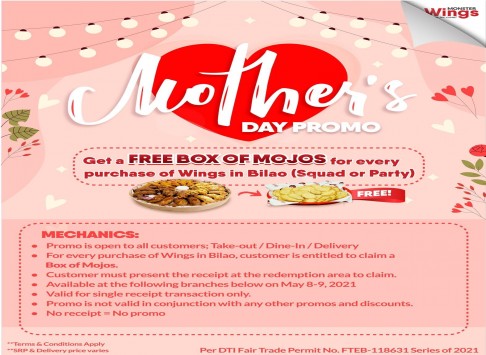 MONSTER
Wings
Mother's
DAY PROMO
Get a FREE BOX OF MOJOS for every
purchase of Wings in Bilao (Squad or Party)
FREE!
MECHANICS:
Promo is open to all customers; Take-out / Dine-In / Delivery
For every purchase of Wings in Bilao, customer is entitled to claim a
Box of Mojos.
Customer must present the receipt at the redemption area to claim.
Available at the following branches below on May 8-9, 2021
Valid for single receipt transaction only.
Promo is not valid in conjunction with any other promos and discounts.
No receipt = No promo
**Terms & Conditions Apply
**SRP & Delivery price varies
Per DTI Fair Trade Permit No. FTEB-118631 Series of 2021